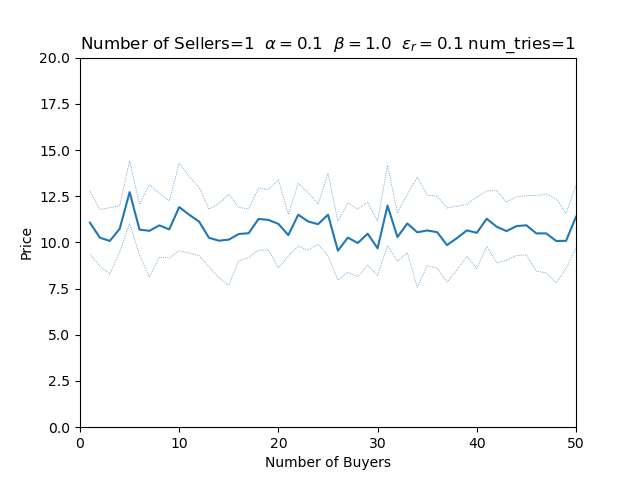 Number of Sellers=1 α = 0.1 β = 1.0 ε_r = 0.1 num_tries=1
20.0
17.5
15.0
12.5
10.0
7.5
5.0
2.5
0.0
Price
0 10 20 30 40 50
Number of Buyers